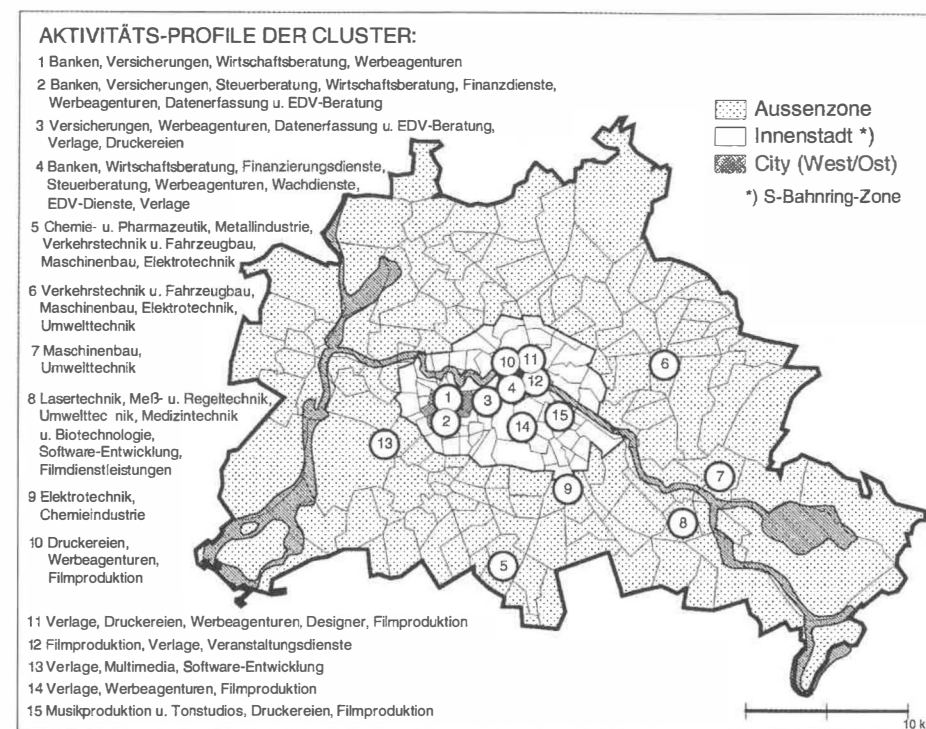 AKTIVITÄTS-PROFILE DER CLUSTER:
1 Banken, Versicherungen, Wirtschaftsberatung, Werbeagenturen
2 Banken, Versicherungen, Steuerberatung, Wirtschaftsberatung, Finanzdienste,
Werbeagenturen, Datenerfassung u. EDV-Beratung
3 Versicherungen, Werbeagenturen, Datenerfassung u. EDV-Beratung,
Verlage, Druckereien
4 Banken, Wirtschaftsberatung, Finanzierungsdienste,
Steuerberatung, Werbeagenturen, Wachdienste,
EDV-Dienste, Verlage
5 Chemie- u. Pharmazeutik, Metallindustrie,
Verkehrstechnik u. Fahrzeugbau,
Maschinenbau, Elektrotechnik
6 Verkehrstechnik u. Fahrzeugbau,
Maschinenbau, Elektrotechnik,
Umwelttechnik
7 Maschinenbau,
Umwelttechnik
8 Lasertechnik, Meß- u. Regeltechnik,
Umwelttec nik, Medizintechnik
u. Biotechnologie,
Software-Entwicklung,
Filmdienstleistungen
9 Elektrotechnik,
Chemieindustrie
10 Druckereien,
Werbeagenturen,
Filmproduktion
11 Verlage, Druckereien, Werbeagenturen, Designer, Filmproduktion
12 Filmproduktion, Verlage, Veranstaltungsdienste
13 Verlage, Multimedia, Software-Entwicklung
14 Verlage, Werbeagenturen, Filmproduktion
15 Musikproduktion u. Tonstudios, Druckereien, Filmproduktion
Aussenzone
Innenstadt *)
City (West/Ost)
*) S-Bahnring-Zone
10
11
12
6
1
3
4
2
14
15
13
9
7
8
5
10 k